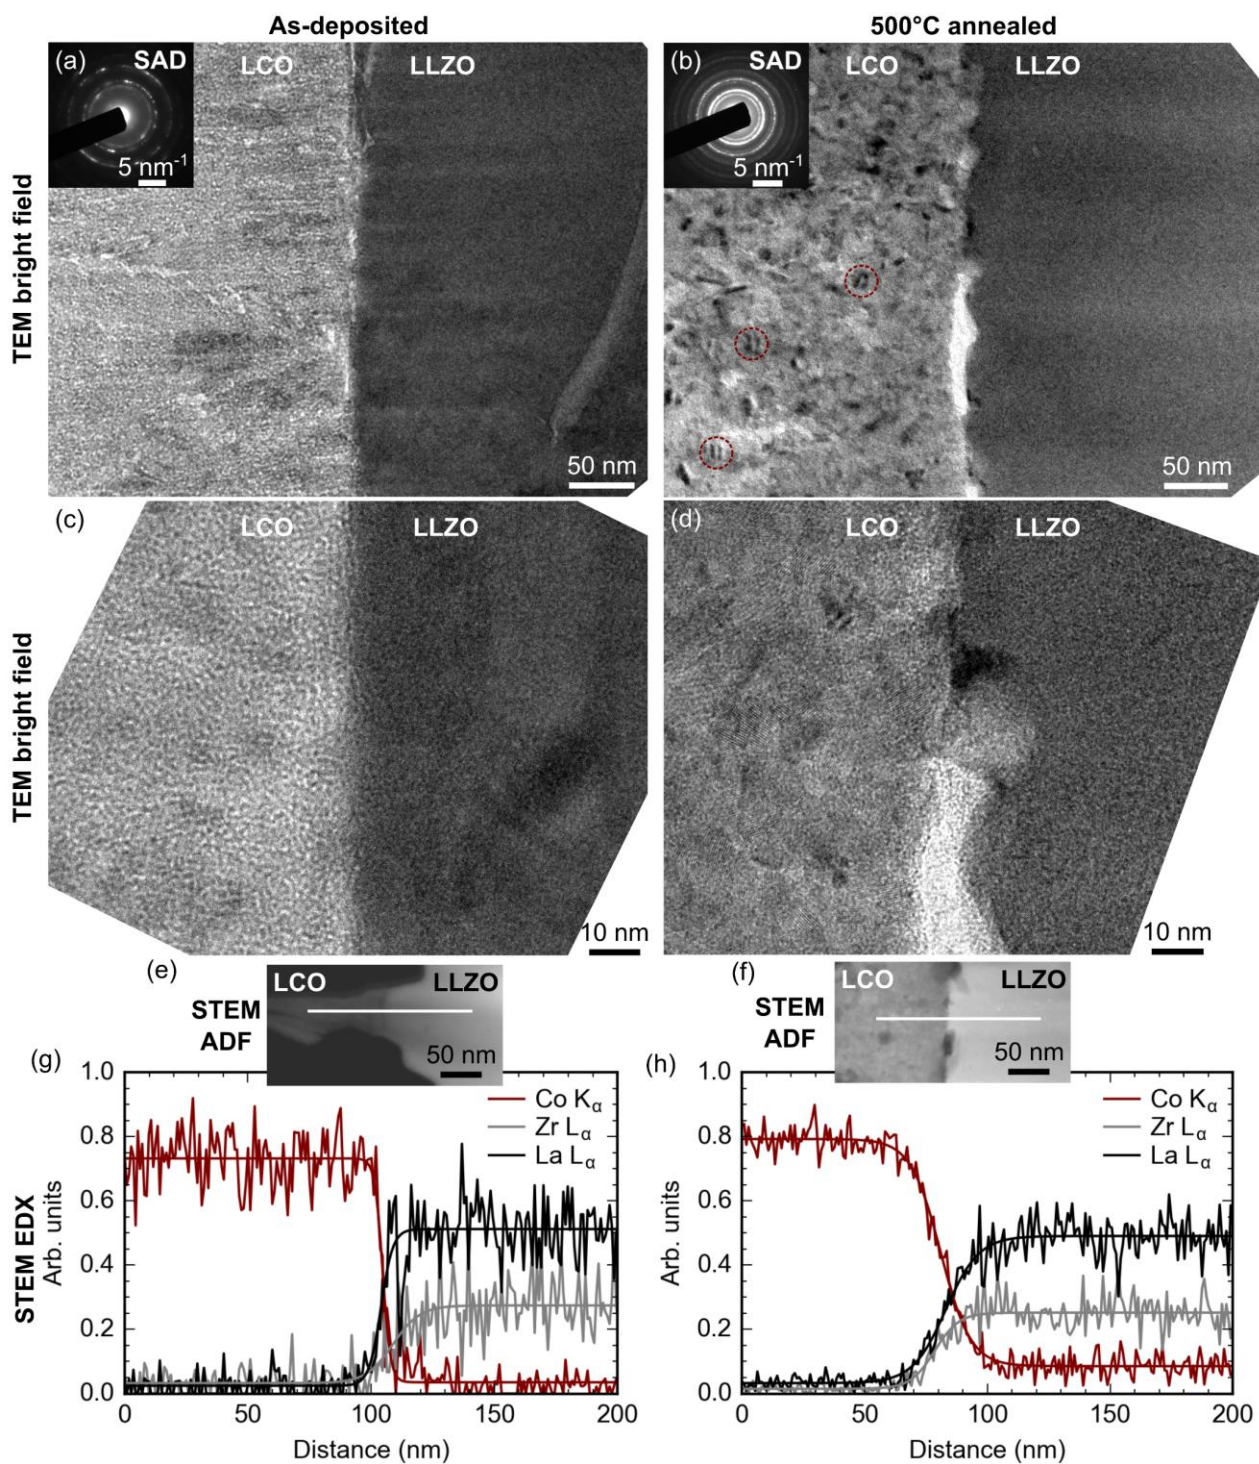 As-deposited
500°C annealed
TEM bright field
(a)
SAD
LCO
LLZO
5 nm⁻¹
50 nm
(b)
SAD
LCO
LLZO
5 nm⁻¹
50 nm
TEM bright field
(c)
LCO
LLZO
10 nm
(d)
LCO
LLZO
10 nm
(e)
STEM
ADF
LCO
LLZO
50 nm
(f)
STEM
ADF
LCO
LLZO
50 nm
STEM EDX
(g)
Arb. units
1.0
0.8
0.6
0.4
0.2
0.0
Co Kα
Zr Lα
La Lα
0 50 100 150 200
Distance (nm)
(h)
Arb. units
1.0
0.8
0.6
0.4
0.2
0.0
Co Kα
Zr Lα
La Lα
0 50 100 150 200
Distance (nm)